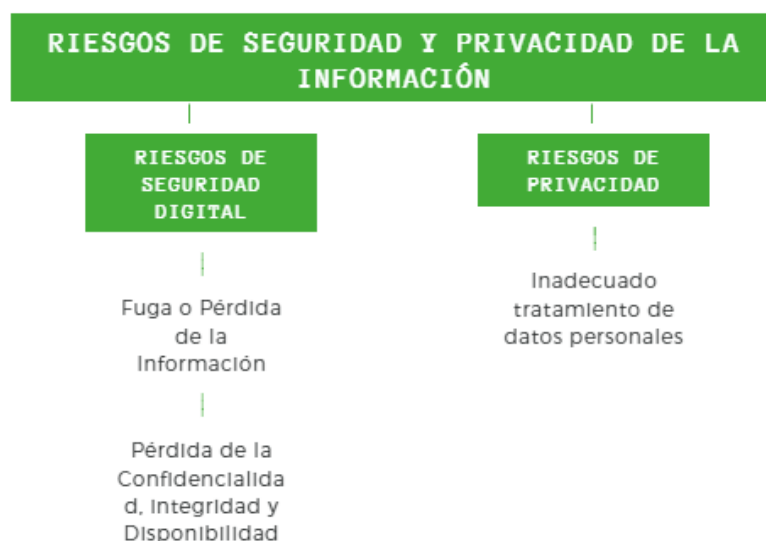 RIESGOS DE SEGURIDAD Y PRIVACIDAD DE LA
INFORMACIÓN
RIESGOS DE
SEGURIDAD
DIGITAL
Fuga o Pérdida
de la
Información
Pérdida de la
Confidencialida
d, Integridad y
Disponibilidad
RIESGOS DE
PRIVACIDAD
Inadecuado
tratamiento de
datos personales